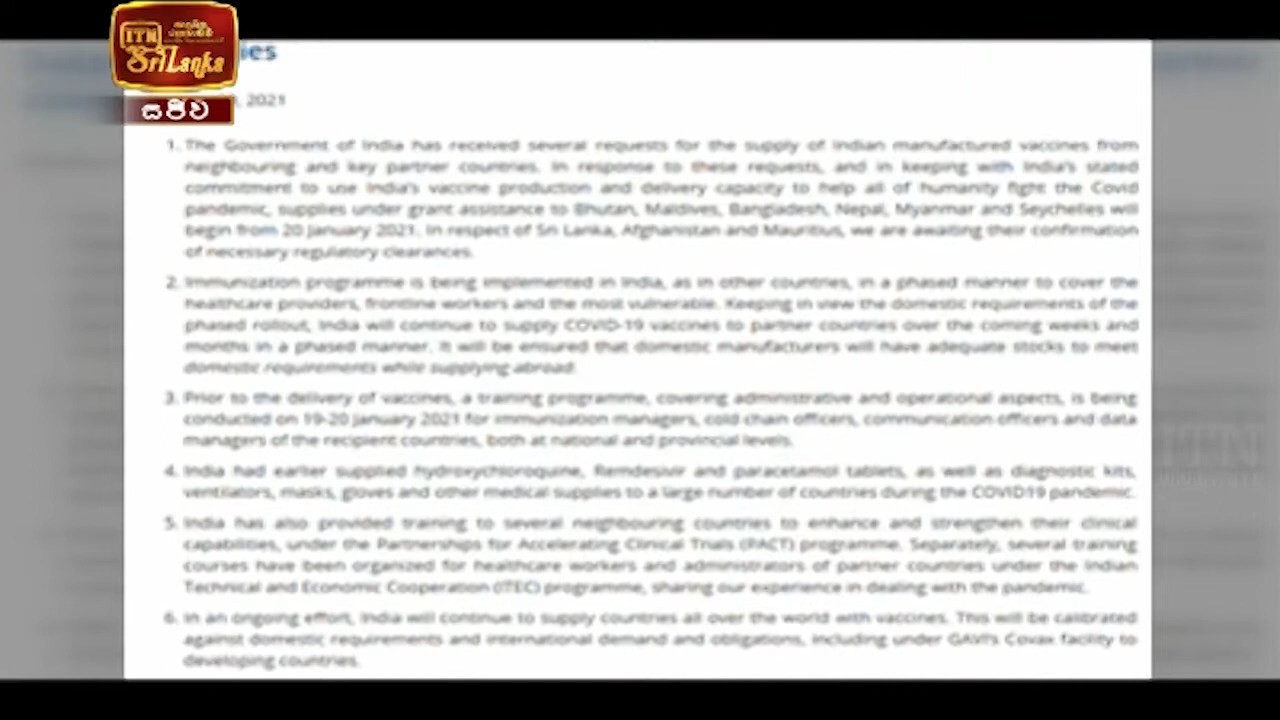 ITN
Sri Lanka
සජීව
ies
, 2021
1. The Government of India has received several requests for the supply of Indian manufactured vaccines from
neighbouring and key partner countries. In response to these requests, and in keeping with India's stated
commitment to use India's vaccine production and delivery capacity to help all of humanity fight the Covid
pandemic, supplies under grant assistance to Bhutan, Maldives, Bangladesh, Nepal, Myanmar and Seychelles will
begin from 20 January 2021. In respect of Sri Lanka, Afghanistan and Mauritius, we are awaiting their confirmation
of necessary regulatory clearances.
2. Immunization programme is being implemented in India, as in other countries, in a phased manner to cover the
healthcare providers, frontline workers and the most vulnerable. Keeping in view the domestic requirements of the
phased rollout, India will continue to supply COVID-19 vaccines to partner countries over the coming weeks and
months in a phased manner. It will be ensured that domestic manufacturers will have adequate stocks to meet
domestic requirements while supplying abroad.
3. Prior to the delivery of vaccines, a training programme, covering administrative and operational aspects, is being
conducted on 19-20 January 2021 for immunization managers, cold chain officers, communication officers and data
managers of the recipient countries, both at national and provincial levels.
4. India had earlier supplied hydroxychloroquine, Remdesivir and paracetamol tablets, as well as diagnostic kits,
ventilators, masks, gloves and other medical supplies to a large number of countries during the COVID19 pandemic.
5. India has also provided training to several neighbouring countries to enhance and strengthen their clinical
capabilities, under the Partnerships for Accelerating Clinical Trials (PACT) programme. Separately, several training
courses have been organized for healthcare workers and administrators of partner countries under the Indian
Technical and Economic Cooperation (ITEC) programme, sharing our experience in dealing with the pandemic.
6. In an ongoing effort, India will continue to supply countries all over the world with vaccines. This will be calibrated
against domestic requirements and international demand and obligations, including under GAVI's Covax facility to
developing countries.